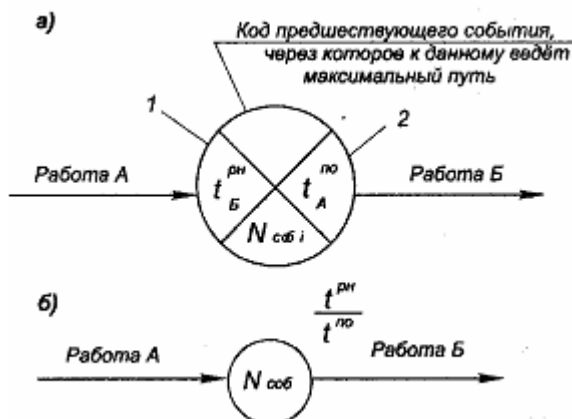 а)
Код предшествующего события,
через которое к данному ведёт
максимальный путь
1
2
Работа А
t рн Б
t по А
Работа Б
N соб i
б)
t рн
t по
Работа А
N соб
Работа Б